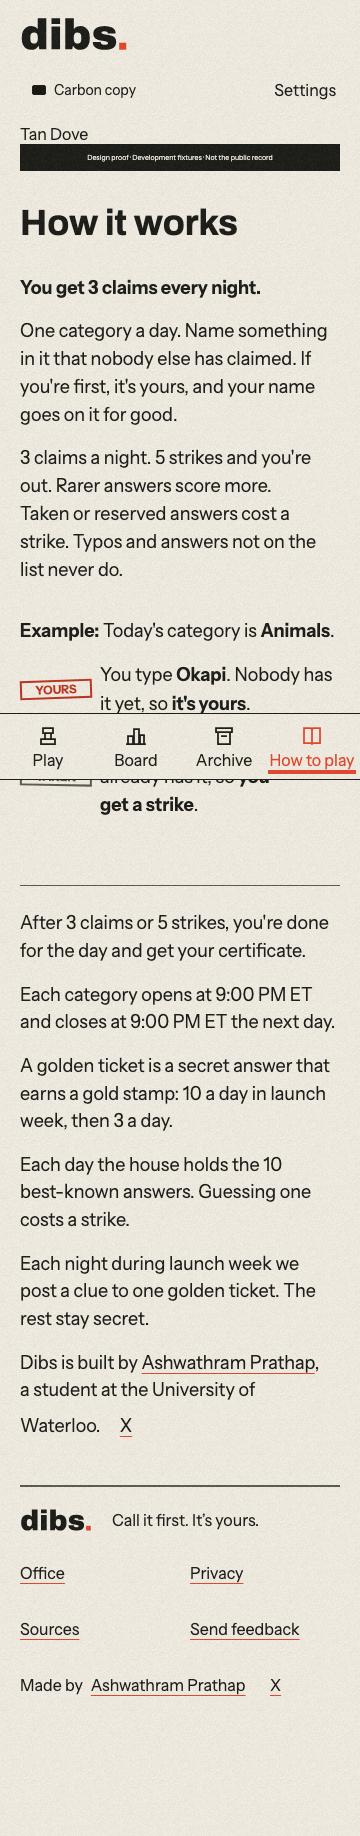 dibs.
Carbon copy
Settings
Tan Dove
Design proof · Development fixtures · Not the public record
How it works
You get 3 claims every night.
One category a day. Name something
in it that nobody else has claimed. If
you're first, it's yours, and your name
goes on it for good.
3 claims a night. 5 strikes and you're
out. Rarer answers score more.
Taken or reserved answers cost a
strike. Typos and answers not on the
list never do.
Example: Today's category is Animals.
YOURS
You type Okapi. Nobody has
it yet, so it's yours.
Play
Board
Archive
How to play
already has it, so you
get a strike.
After 3 claims or 5 strikes, you're done
for the day and get your certificate.
Each category opens at 9:00 PM ET
and closes at 9:00 PM ET the next day.
A golden ticket is a secret answer that
earns a gold stamp: 10 a day in launch
week, then 3 a day.
Each day the house holds the 10
best-known answers. Guessing one
costs a strike.
Each night during launch week we
post a clue to one golden ticket. The
rest stay secret.
Dibs is built by Ashwathram Prathap,
a student at the University of
Waterloo. X
dibs. Call it first. It's yours.
Office
Privacy
Sources
Send feedback
Made by Ashwathram Prathap X